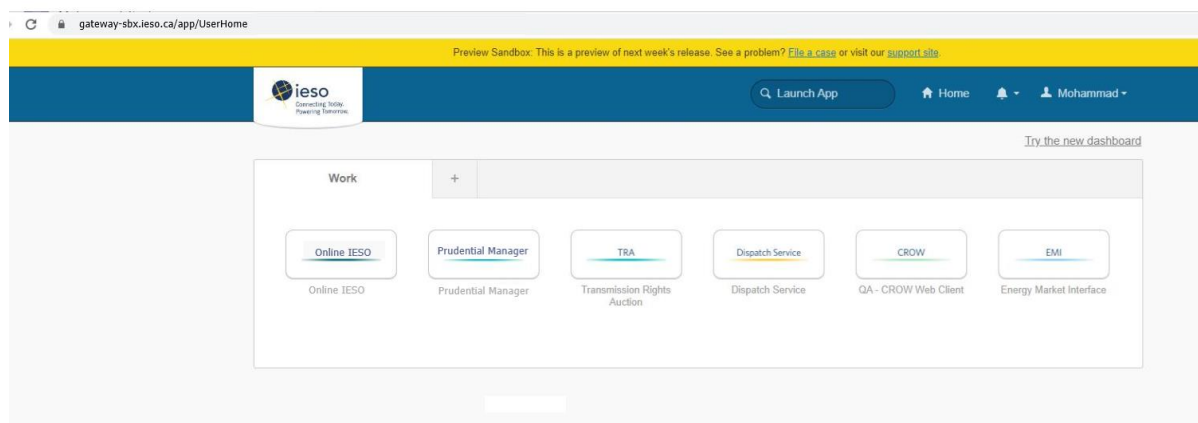 gateway-sbx.ieso.ca/app/UserHome
Preview Sandbox: This is a preview of next week's release. See a problem? File a case or visit our support site.
ieso
Connecting Today.
Powering Tomorrow.
Launch App
Home
Mohammad
Try the new dashboard
Work
+
Online IESO
Prudential Manager
TRA
Dispatch Service
CROW
EMI
Online IESO
Prudential Manager
Transmission Rights
Auction
Dispatch Service
QA - CROW Web Client
Energy Market Interface